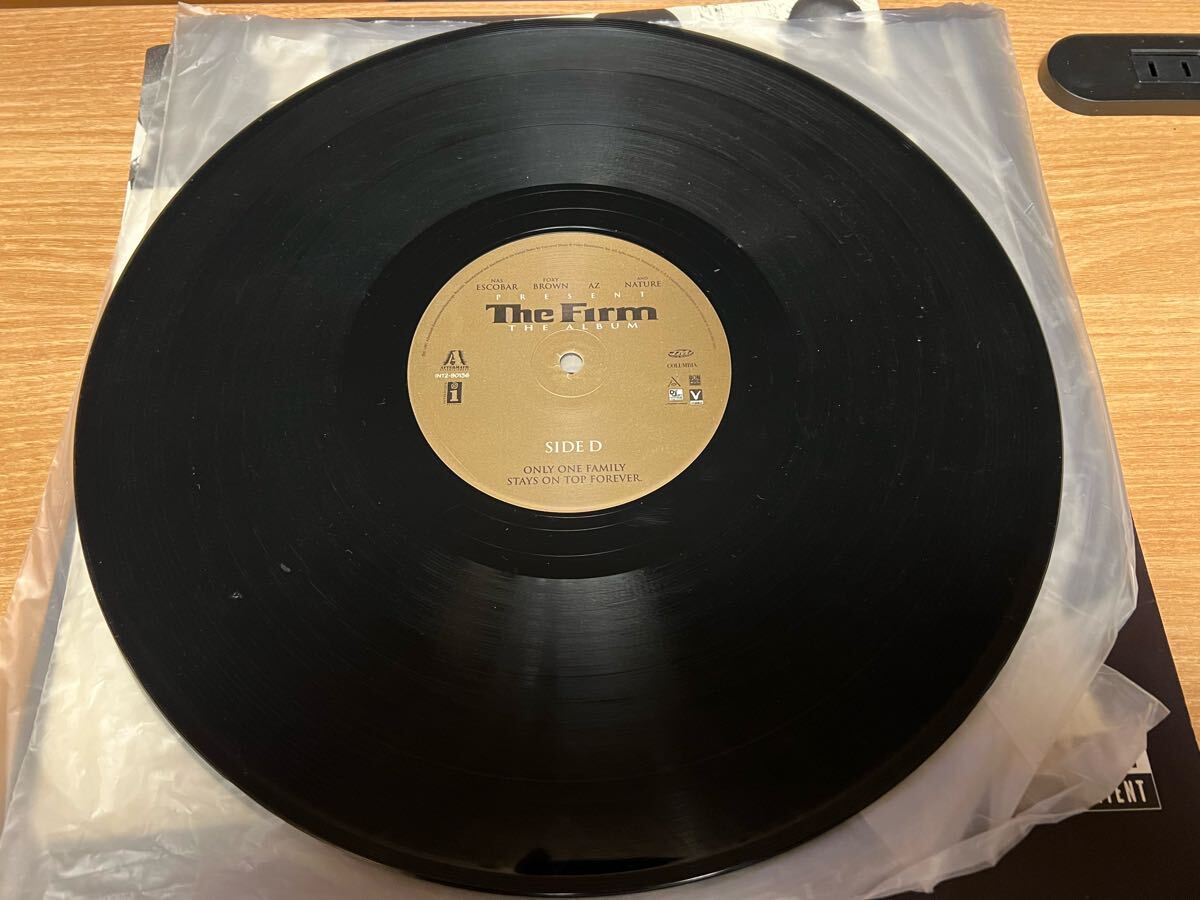 NAS FOXY AND
ESCOBAR BROWN AZ NATURE
PRESENT
The Firm
THE ALBUM
AFTERMATH
INT2-90136
COLUMBIA
SIDE D
ONLY ONE FAMILY
STAYS ON TOP FOREVER.